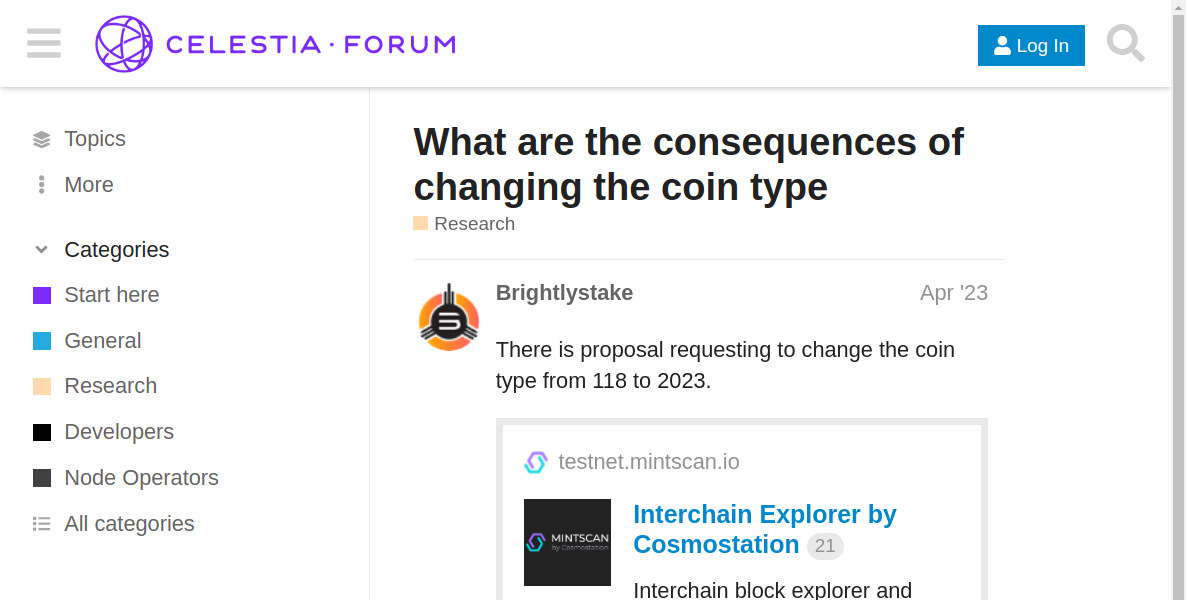 CELESTIA · FORUM
Log In
Topics
More
Categories
Start here
General
Research
Developers
Node Operators
All categories
What are the consequences of
changing the coin type
Research
Brightlystake
Apr '23
There is proposal requesting to change the coin
type from 118 to 2023.
testnet.mintscan.io
MINTSCAN
by Cosmostation
Interchain Explorer by
Cosmostation 21
Interchain block explorer and